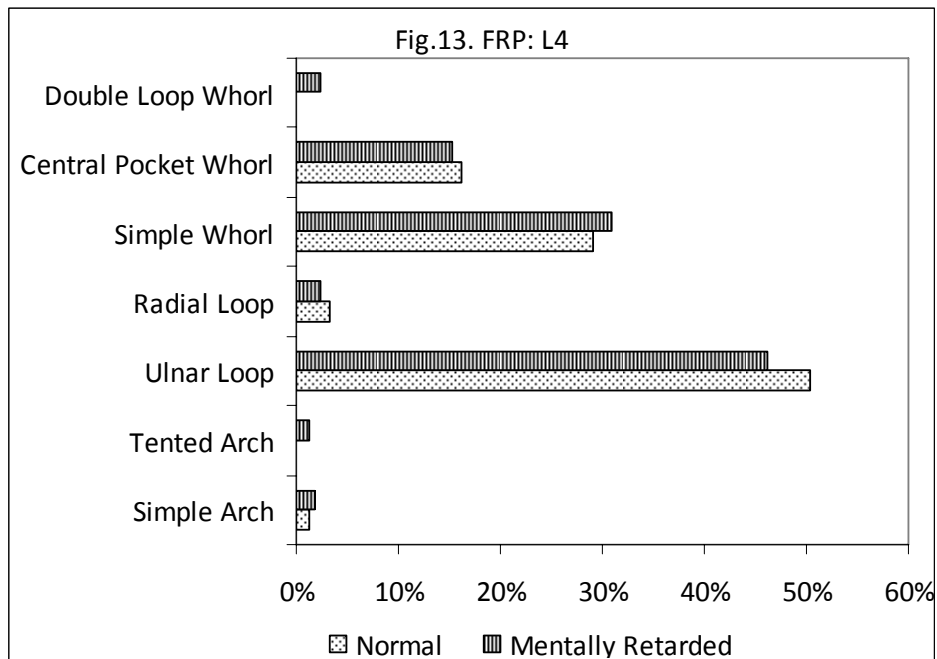 Fig.13. FRP: L4
Double Loop Whorl
Central Pocket Whorl
Simple Whorl
Radial Loop
Ulnar Loop
Tented Arch
Simple Arch
0% 10% 20% 30% 40% 50% 60%
Normal Mentally Retarded